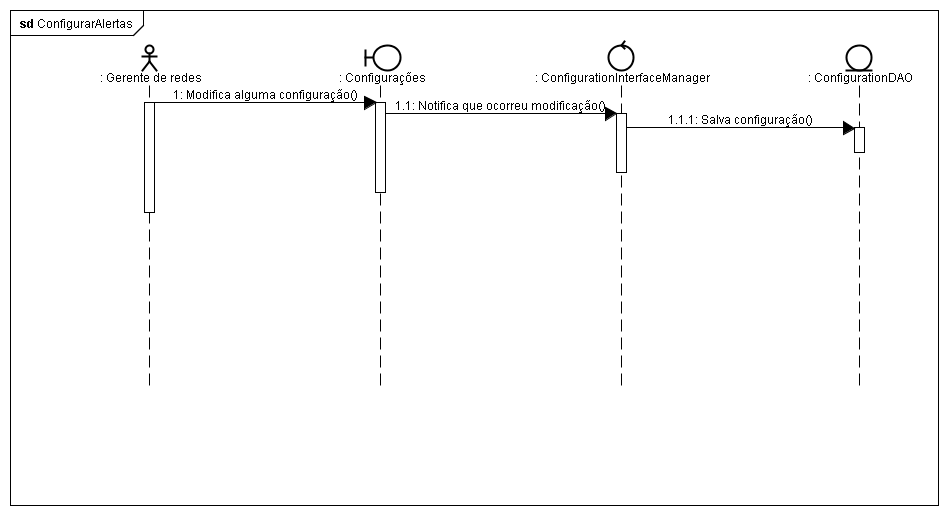 sd ConfigurarAlertas
: Gerente de redes
: Configurações
: ConfigurationInterfaceManager
: ConfigurationDAO
1: Modifica alguma configuração()
1.1: Notifica que ocorreu modificação()
1.1.1: Salva configuração()